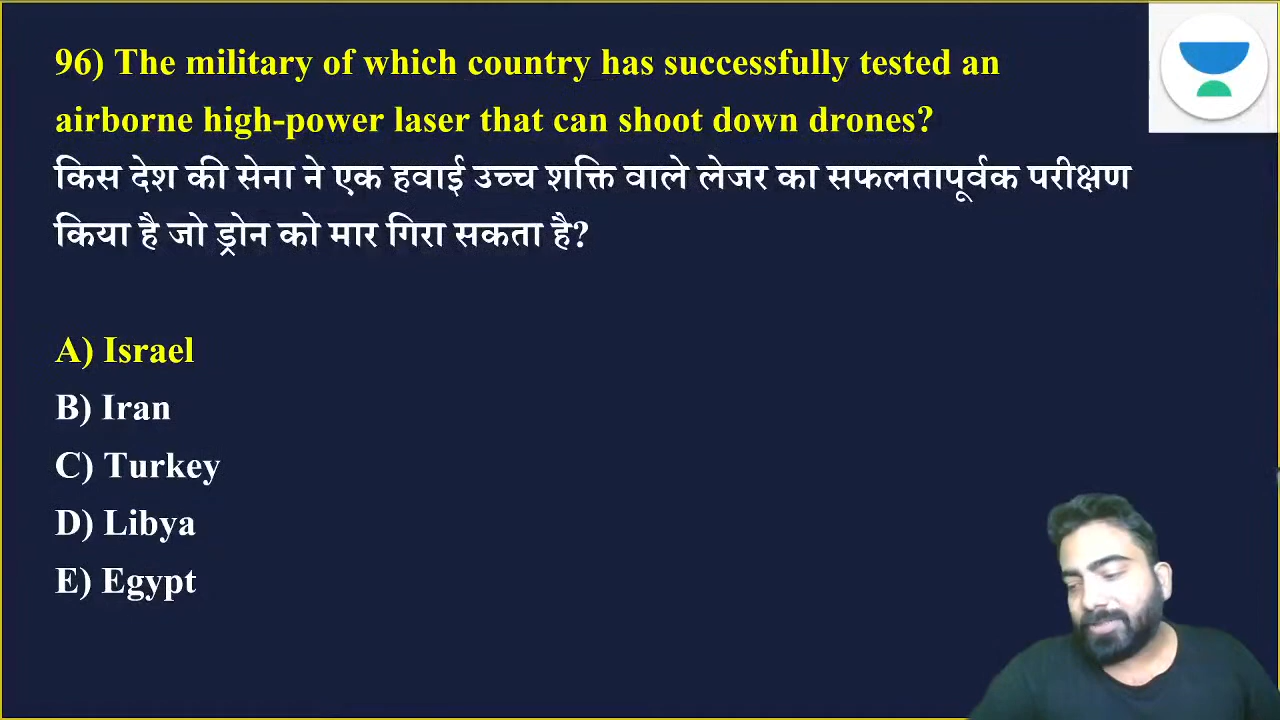 96) The military of which country has successfully tested an
airborne high-power laser that can shoot down drones?
किस देश की सेना ने एक हवाई उच्च शक्ति वाले लेजर का सफलतापूर्वक परीक्षण
किया है जो ड्रोन को मार गिरा सकता है?
A) Israel
B) Iran
C) Turkey
D) Libya
E) Egypt